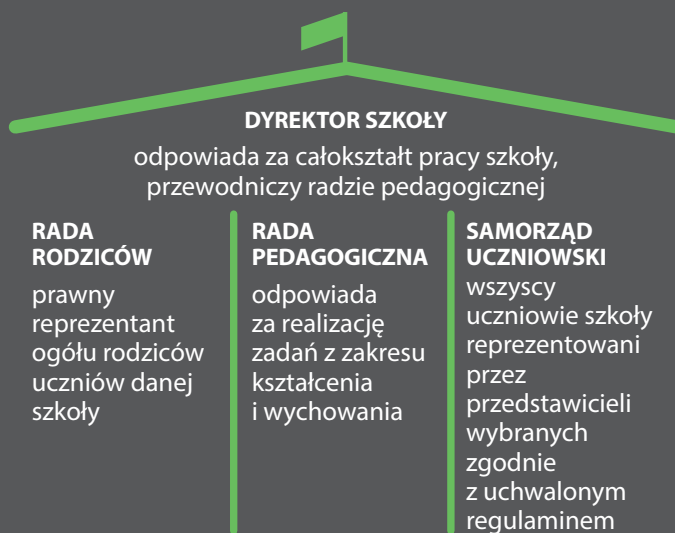 DYREKTOR SZKOŁY
odpowiada za całokształt pracy szkoły,
przewodniczy radzie pedagogicznej
RADA
RODZICÓW
prawny
reprezentant
ogółu rodziców
uczniów danej
szkoły
RADA
PEDAGOGICZNA
odpowiada
za realizację
zadań z zakresu
kształcenia
i wychowania
SAMORZĄD
UCZNIOWSKI
wszyscy
uczniowie szkoły
reprezentowani
przez
przedstawicieli
wybranych
zgodnie
z uchwalonym
regulaminem